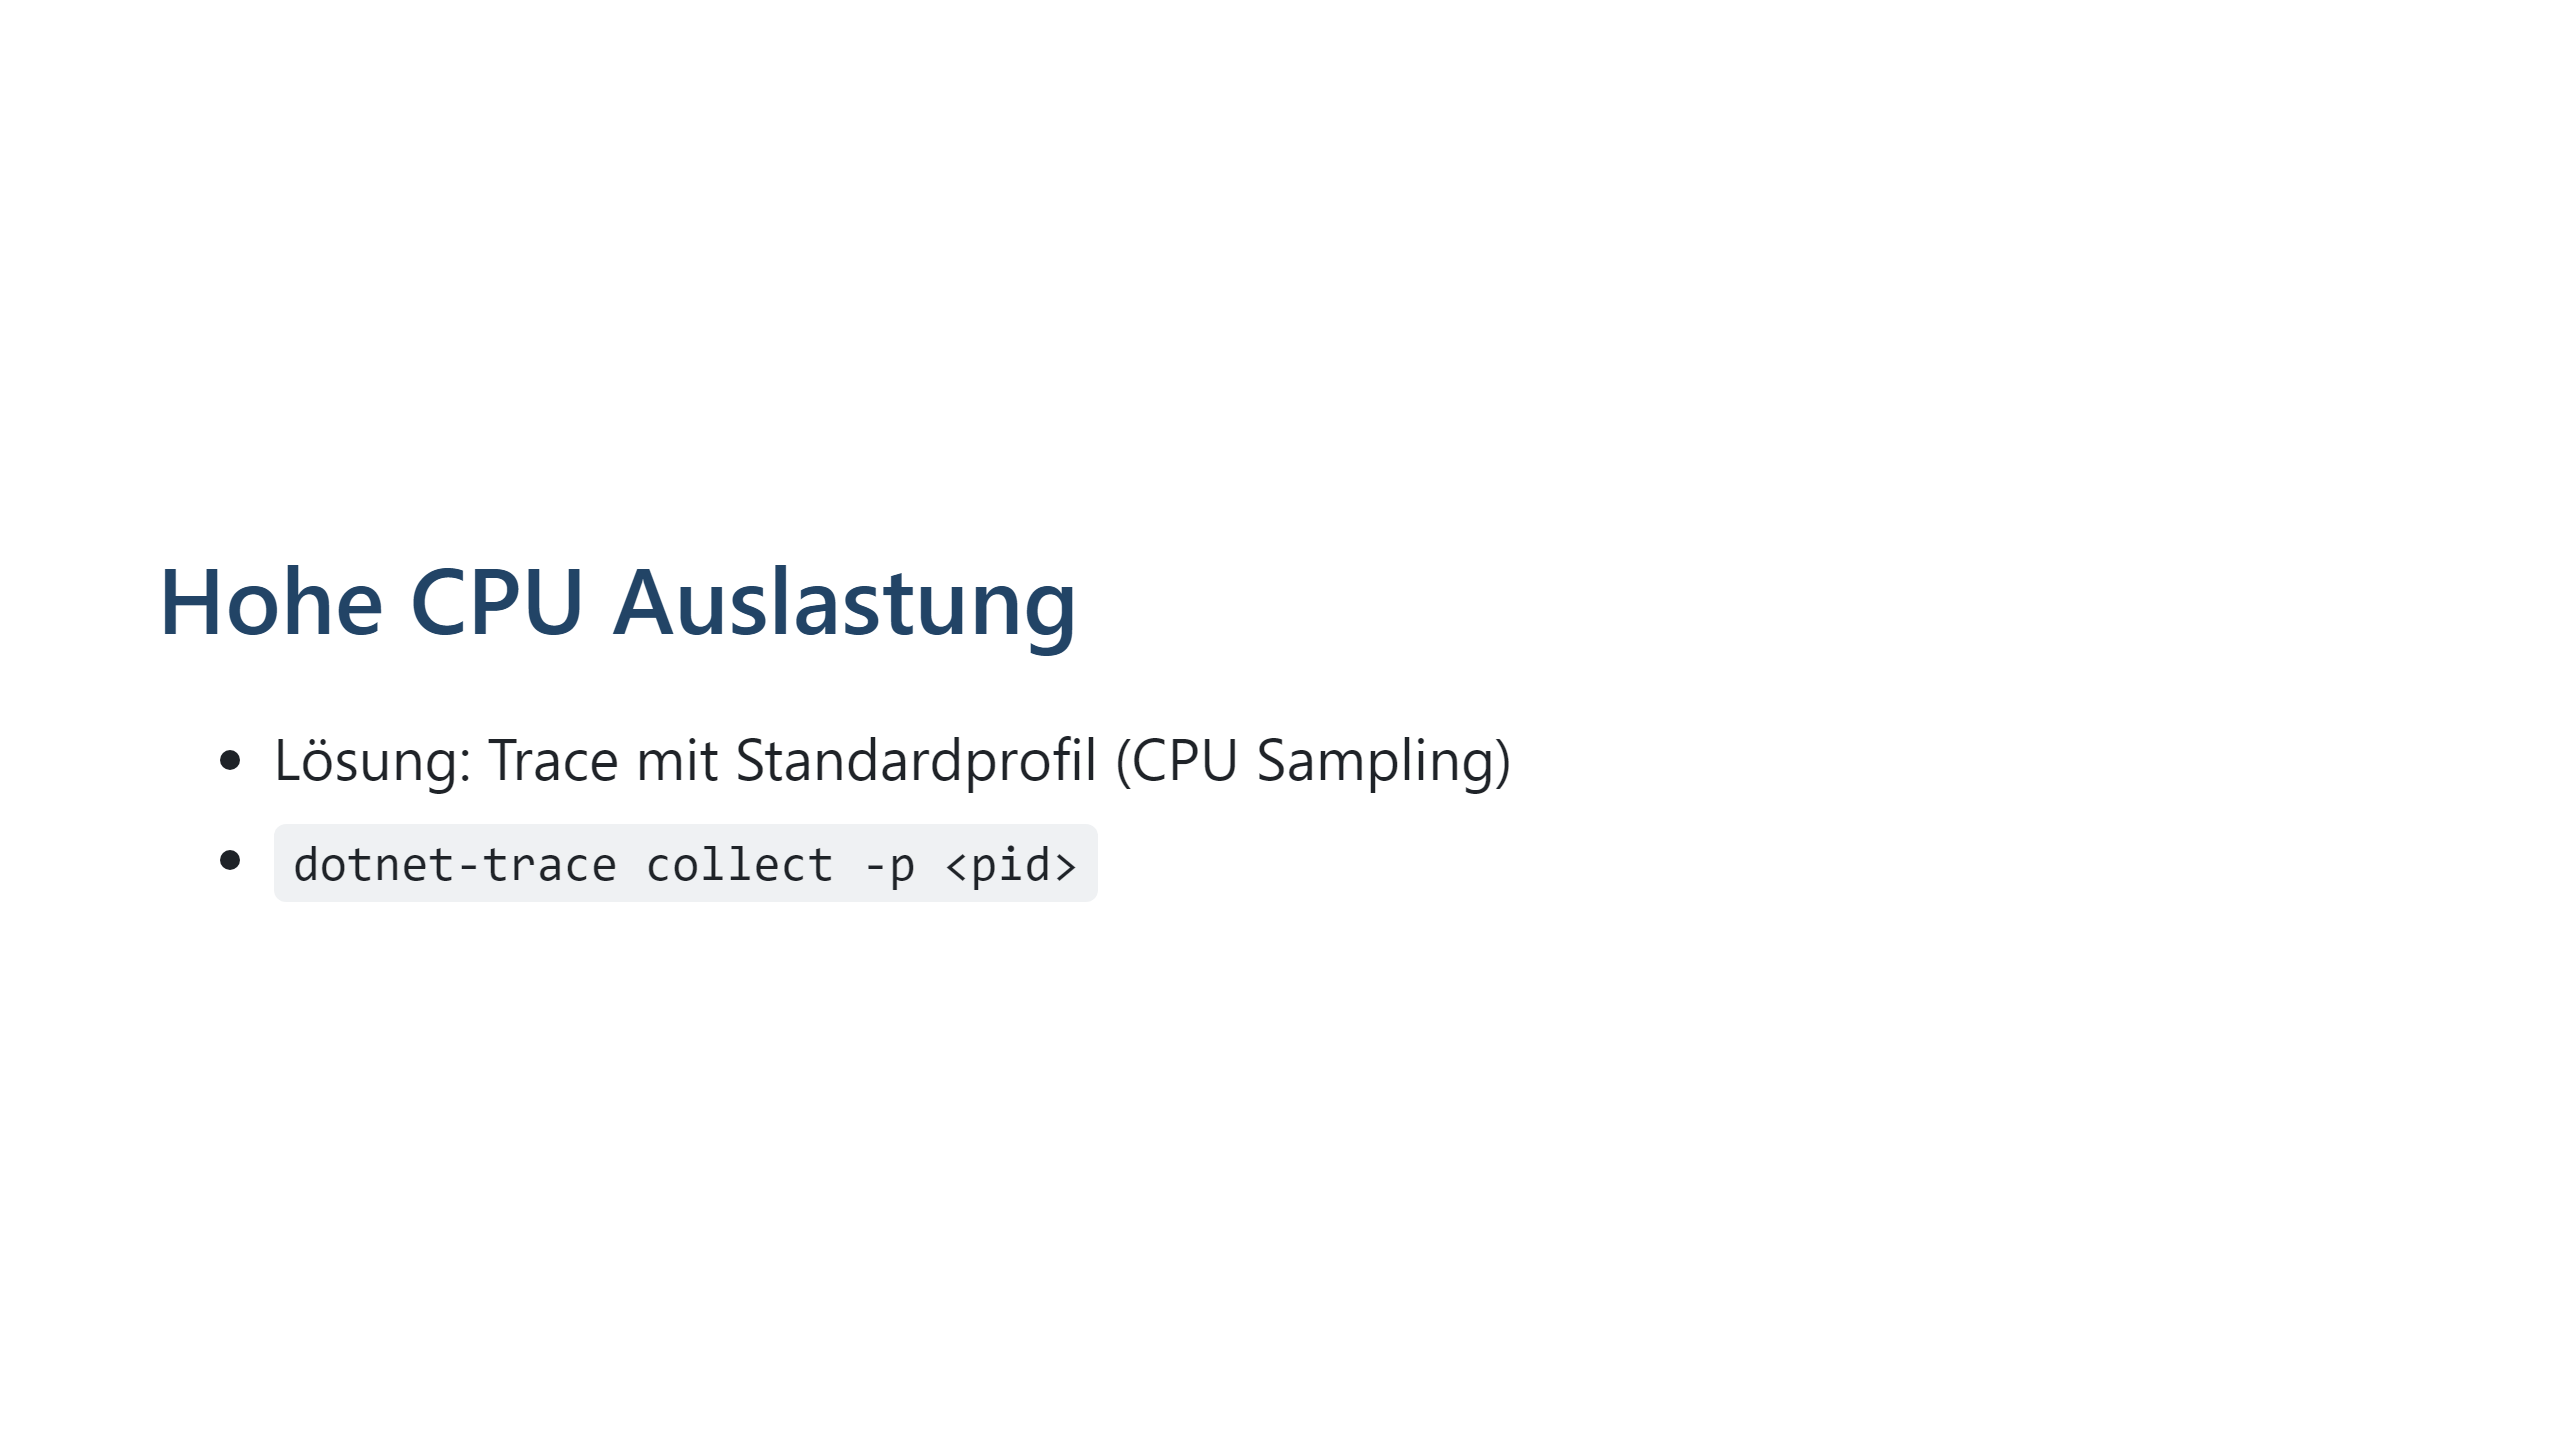 Hohe CPU Auslastung
Lösung: Trace mit Standardprofil (CPU Sampling)
dotnet-trace collect -p <pid>